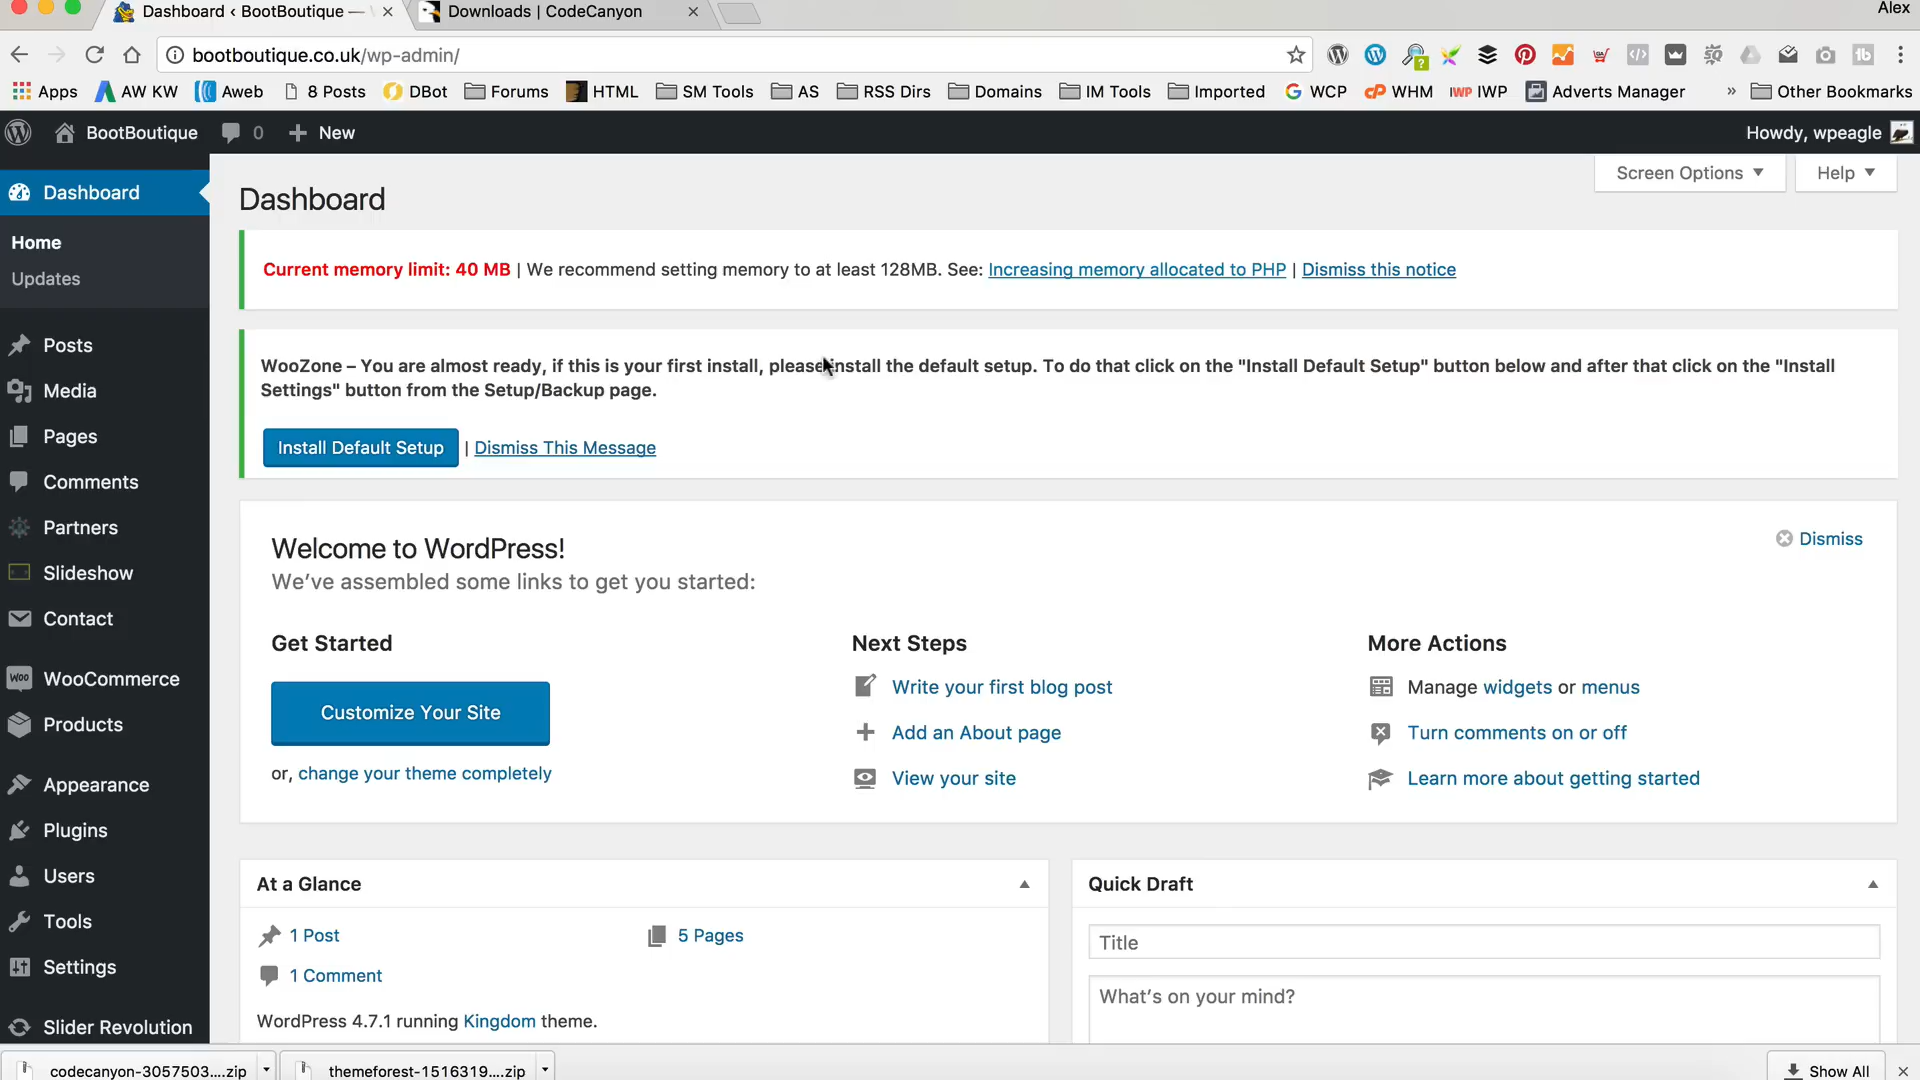 Dashboard ‹ BootBoutique —
Downloads | CodeCanyon
Alex
bootboutique.co.uk/wp-admin/
Apps
AW KW
Aweb
8 Posts
DBot
Forums
HTML
SM Tools
AS
RSS Dirs
Domains
IM Tools
Imported
WCP
WHM
IWP
IWP
Adverts Manager
»
Other Bookmarks
BootBoutique
0
New
Howdy, wpeagle
Screen Options
Help
Dashboard
Home
Updates
Posts
Media
Pages
Comments
Partners
Slideshow
Contact
WooCommerce
Products
Appearance
Plugins
Users
Tools
Settings
Slider Revolution
Dashboard
Current memory limit: 40 MB | We recommend setting memory to at least 128MB. See: Increasing memory allocated to PHP | Dismiss this notice
WooZone – You are almost ready, if this is your first install, please install the default setup. To do that click on the "Install Default Setup" button below and after that click on the "Install
Settings" button from the Setup/Backup page.
Install Default Setup | Dismiss This Message
Welcome to WordPress!
Dismiss
We’ve assembled some links to get you started:
Get Started
Customize Your Site
or, change your theme completely
Next Steps
Write your first blog post
Add an About page
View your site
More Actions
Manage widgets or menus
Turn comments on or off
Learn more about getting started
At a Glance
1 Post
5 Pages
1 Comment
WordPress 4.7.1 running Kingdom theme.
Quick Draft
Title
What’s on your mind?
codecanyon-3057503....zip
themeforest-1516319....zip
Show All